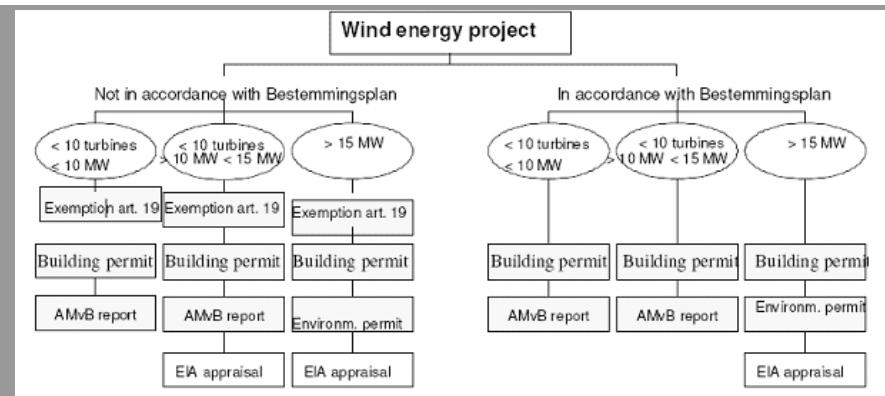 Wind energy project
Not in accordance with Bestemmingsplan
In accordance with Bestemmingsplan
< 10 turbines
< 10 MW
< 10 turbines
> 10 MW < 15 MW
> 15 MW
< 10 turbines
< 10 MW
< 10 turbines
> 10 MW < 15 MW
> 15 MW
Exemption art. 19
Exemption art. 19
Exemption art. 19
Building permit
Building permit
Building permit
Building permit
Building permit
Building permit
AMvB report
AMvB report
Environm. permit
AMvB report
AMvB report
Environm. permit
EIA appraisal
EIA appraisal
EIA appraisal